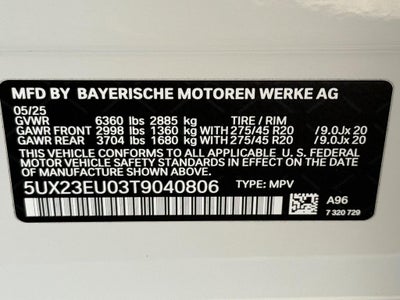 MFD BY BAYERISCHE MOTOREN WERKE AG
05/25
GVWR 6360 lbs 2885 kg TIRE / RIM
GAWR FRONT 2998 lbs 1360 kg WITH 275/45 R20 /9.0Jx 20
GAWR REAR 3704 lbs 1680 kg WITH 275/45 R20 /9.0Jx 20
THIS VEHICLE CONFORMS TO ALL APPLICABLE U.S. FEDERAL MOTOR
VEHICLE SAFETY STANDARDS IN EFFECT ON THE DATE OF MANUFACTURE SHOWN ABOVE.
5UX23EU03T9040806 TYPE: MPV
A96
7 320 729